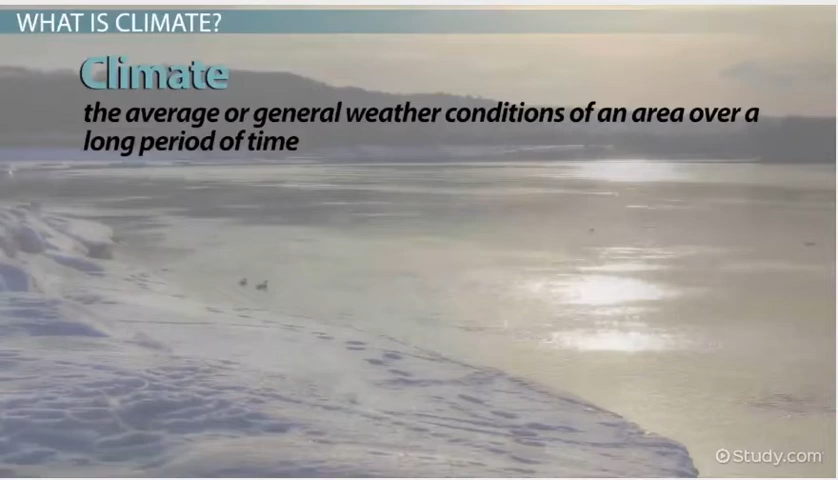 WHAT IS CLIMATE?
Climate
the average or general weather conditions of an area over a
long period of time
Study.com